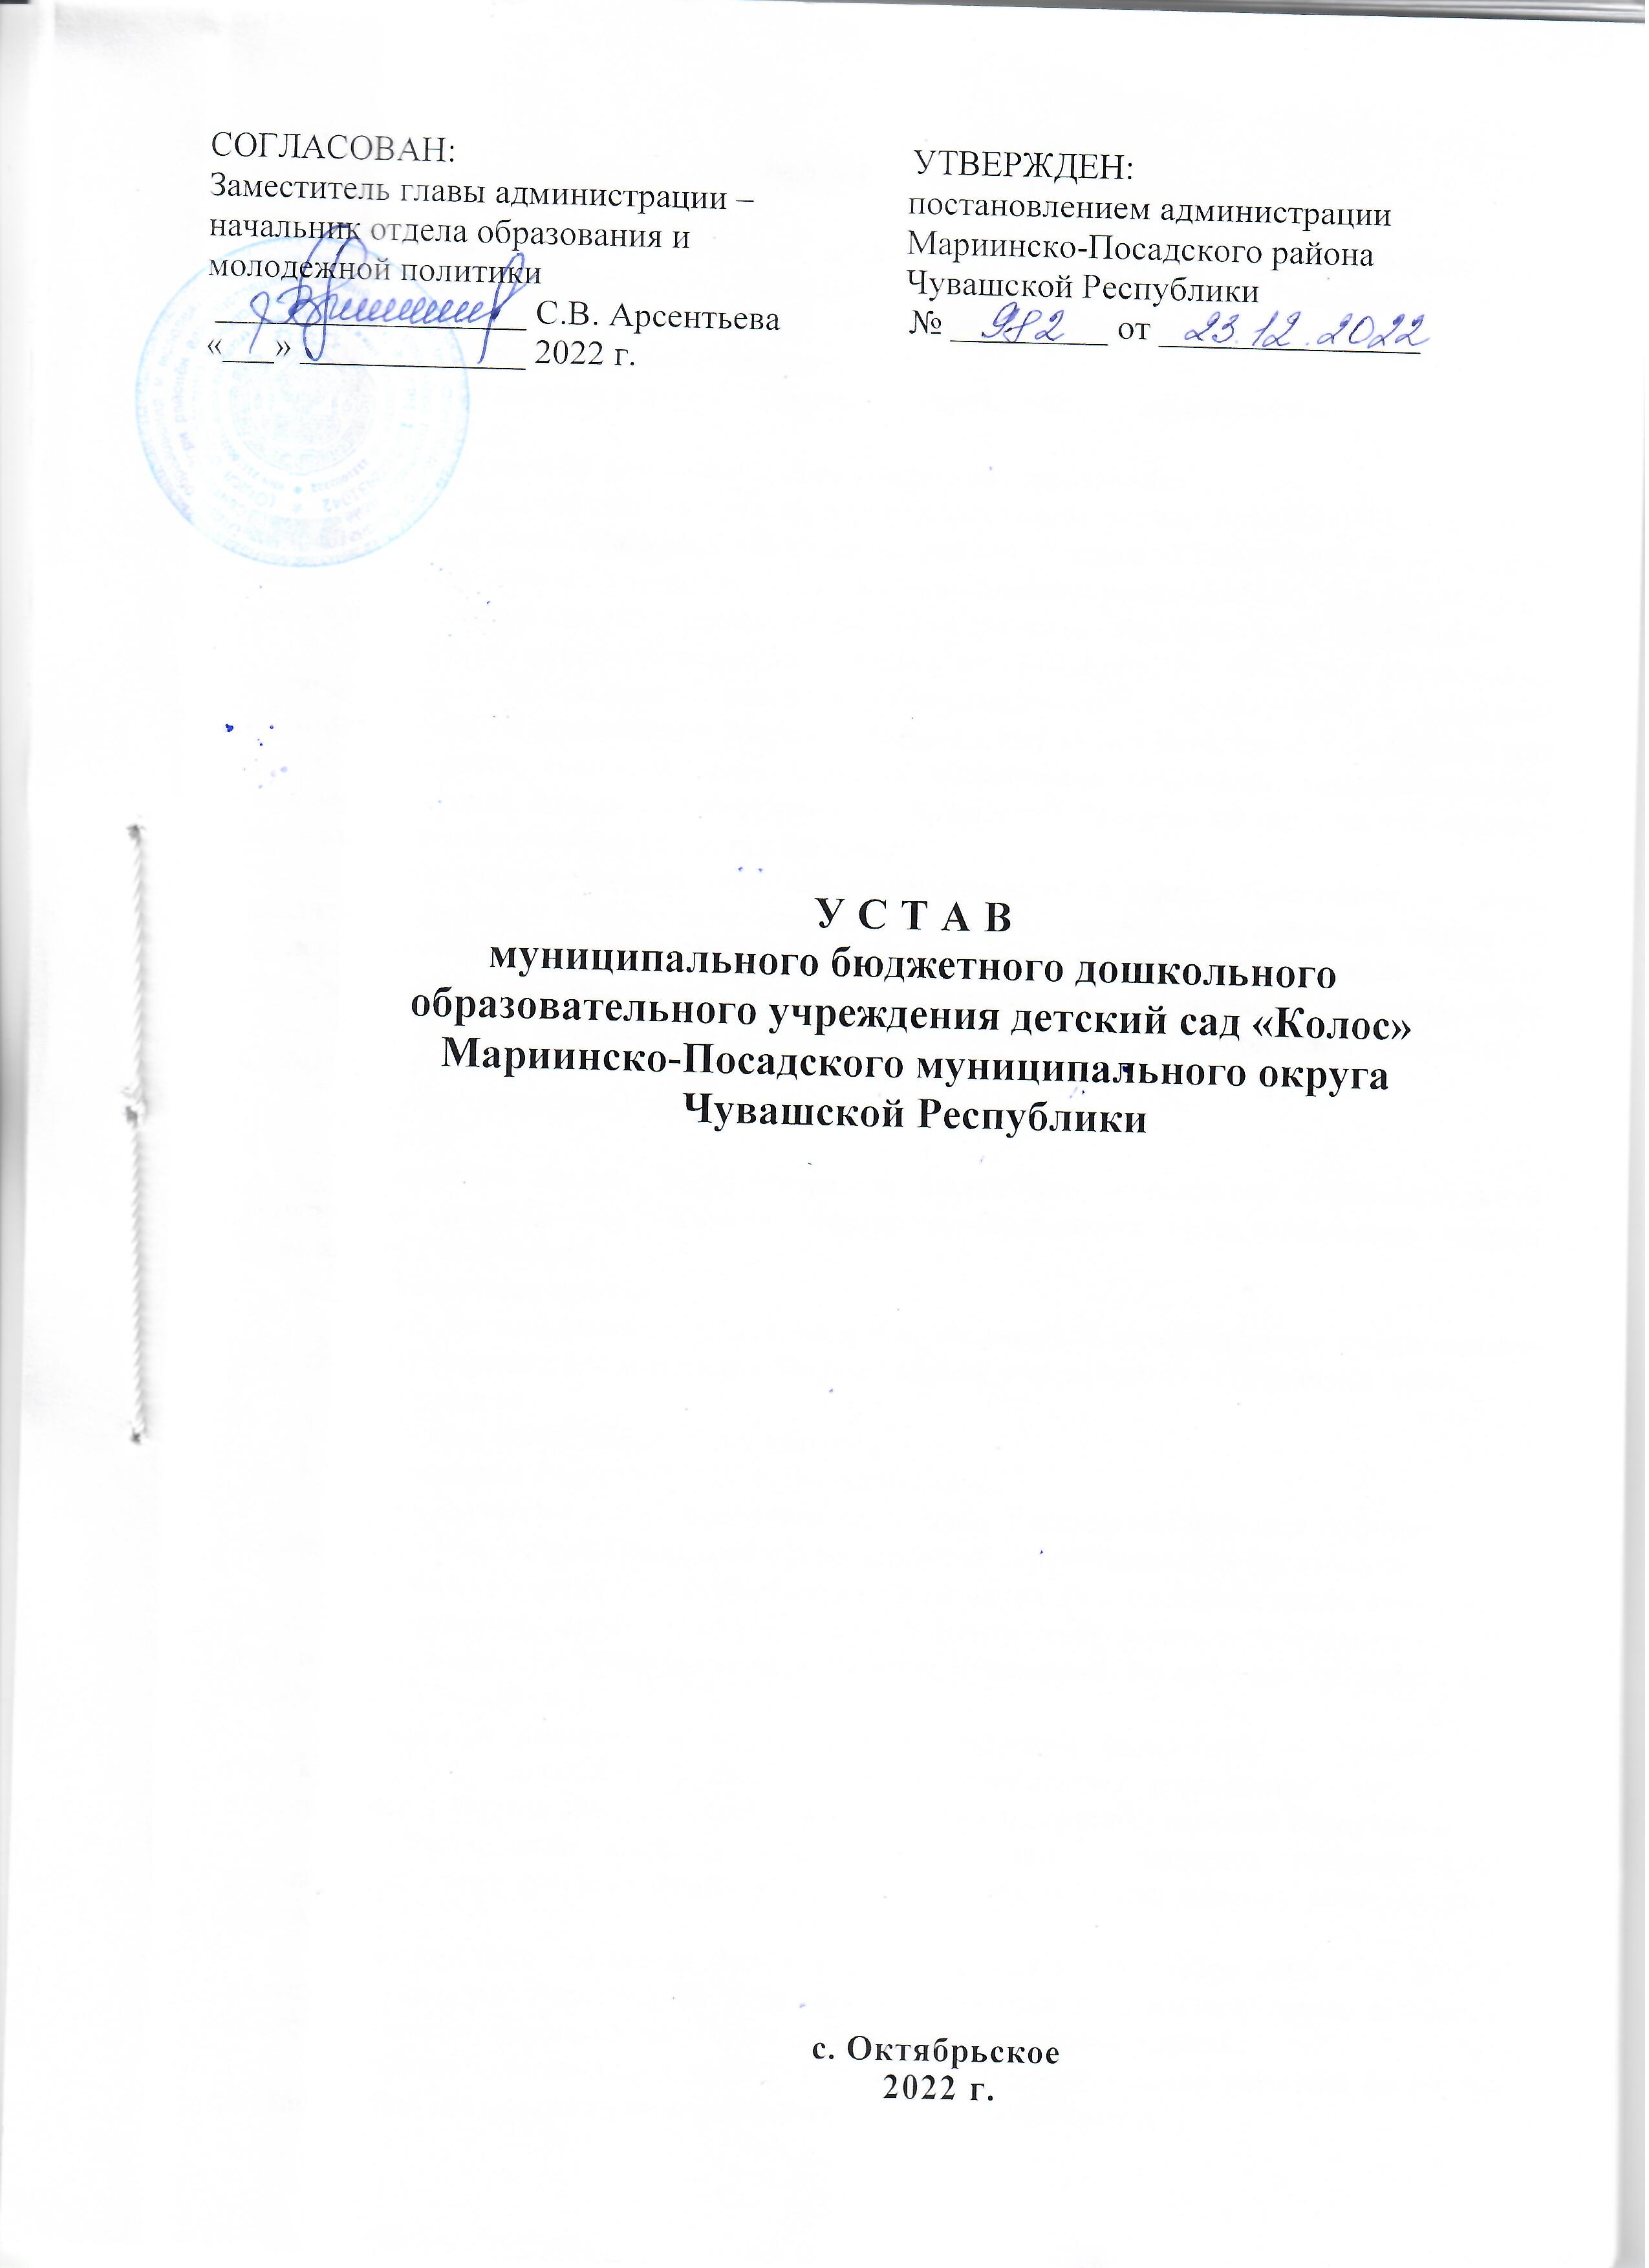 СОГЛАСОВАН:
Заместитель главы администрации –
начальник отдела образования и
молодежной политики
____________________ С.В. Арсентьева
«___» ______________ 2022 г.
УТВЕРЖДЕН:
постановлением администрации
Мариинско-Посадского района
Чувашской Республики
№ 982 от 23.12.2022
У С Т А В
муниципального бюджетного дошкольного
образовательного учреждения детский сад «Колос»
Мариинско-Посадского муниципального округа
Чувашской Республики
с. Октябрьское
2022 г.